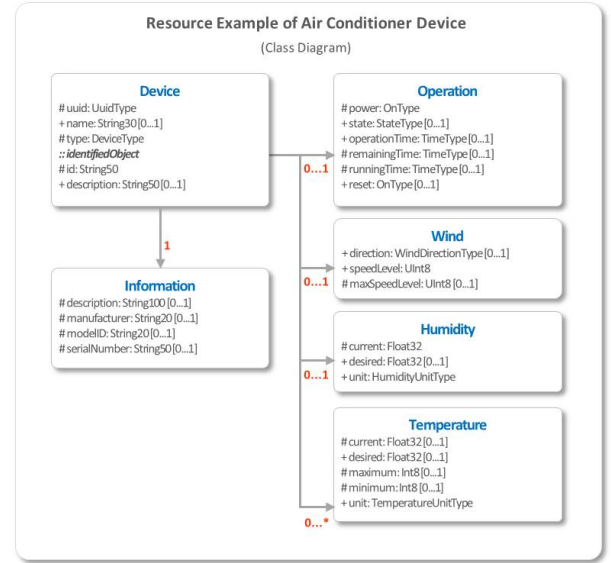 Resource Example of Air Conditioner Device
(Class Diagram)
Device
# uuid: UuidType
+ name: String30 [0...1]
# type: DeviceType
:: identifiedObject
# id: String50
+ description: String50 [0...1]
1
Information
# description: String100 [0...1]
# manufacturer: String20 [0...1]
# modelID: String20 [0...1]
# serialNumber: String50 [0...1]
Operation
# power: OnType
+ state: StateType [0...1]
+ operationTime: TimeType [0...1]
# remainingTime: TimeType [0...1]
# runningTime: TimeType [0...1]
+ reset: OnType [0...1]
0...1
Wind
+ direction: WindDirectionType [0...1]
+ speedLevel: UInt8
# maxSpeedLevel: UInt8 [0...1]
0...1
Humidity
# current: Float32
+ desired: Float32 [0...1]
+ unit: HumidityUnitType
0...1
Temperature
# current: Float32 [0...1]
+ desired: Float32 [0...1]
# maximum: Int8 [0...1]
# minimum: Int8 [0...1]
+ unit: TemperatureUnitType
0...*